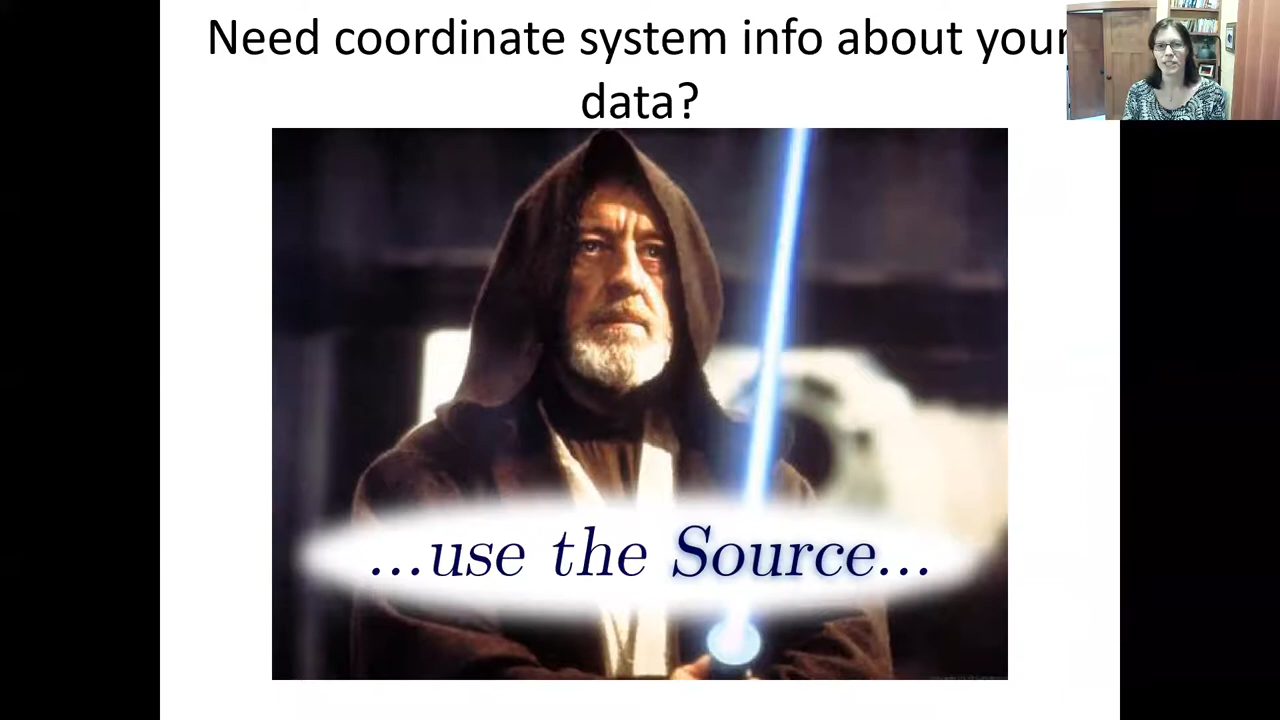 Need coordinate system info about your
data?
...use the Source...